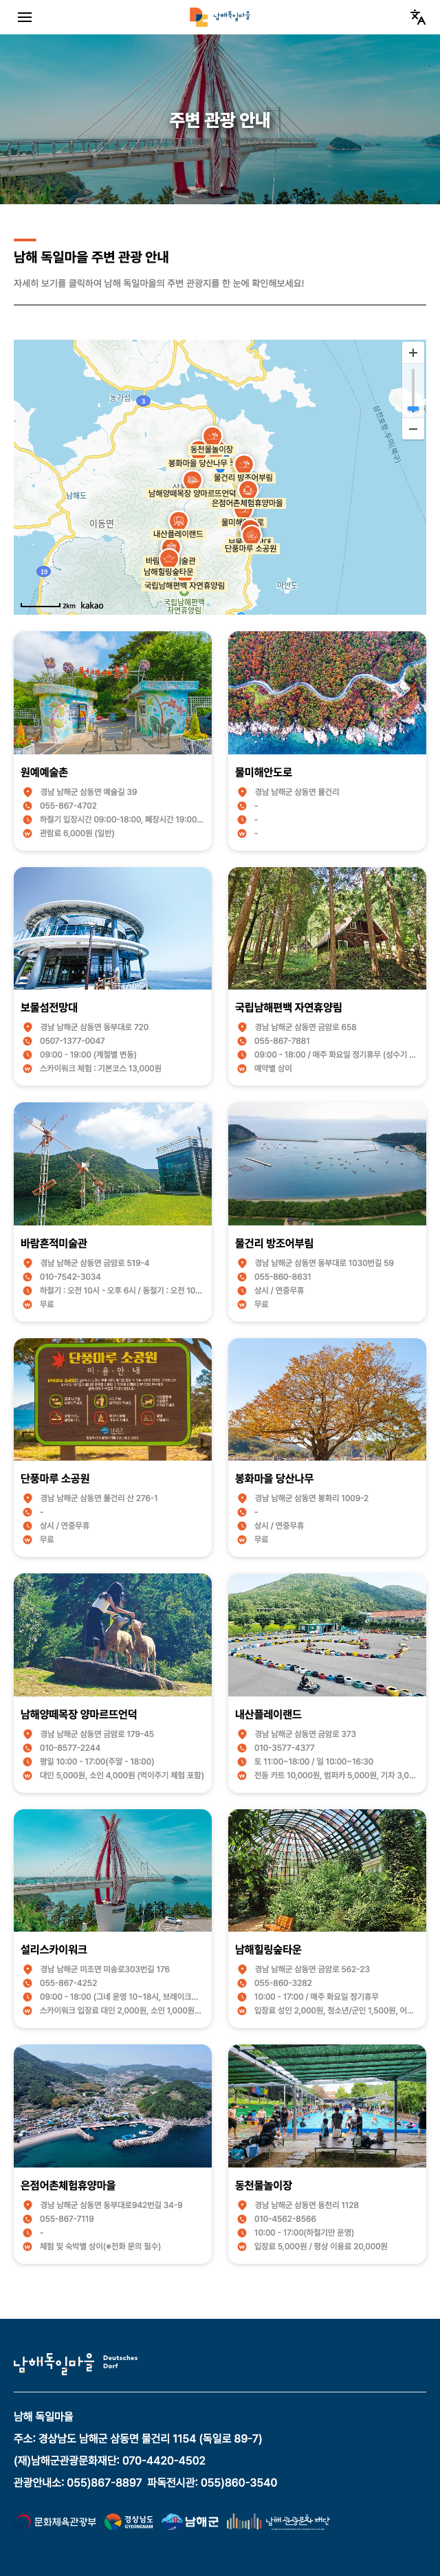 남해독일마을
주변 관광 안내
남해 독일마을 주변 관광 안내
자세히 보기를 클릭하여 남해 독일마을의 주변 관광지를 한 눈에 확인해보세요!
3
동천물놀이장
봉화마을 당산나무
물건리 방조어부림
남해도
남해양떼목장 양마르뜨언덕
은점어촌체험휴양마을
이동면
내산플레이랜드
단풍마루 소공원
남해힐링숲타운
19
국립남해편백 자연휴양림
국립남해편백
자연휴양림
2km kakao
원예예술촌
경남 남해군 삼동면 예술길 39
055-867-4702
하절기 입장시간 09:00-18:00, 폐장시간 19:00...
관람료 6,000원 (일반)
물미해안도로
경남 남해군 삼동면 물건리
-
-
-
보물섬전망대
경남 남해군 삼동면 동부대로 720
0507-1377-0047
09:00 - 19:00 (계절별 변동)
스카이워크 체험 : 기본코스 13,000원
국립남해편백 자연휴양림
경남 남해군 삼동면 금암로 658
055-867-7881
09:00 - 18:00 / 매주 화요일 정기휴무 (성수기 ...
예약별 상이
바람흔적미술관
경남 남해군 삼동면 금암로 519-4
010-7542-3034
하절기 : 오전 10시 - 오후 6시 / 동절기 : 오전 10...
무료
물건리 방조어부림
경남 남해군 삼동면 동부대로 1030번길 59
055-860-8631
상시 / 연중무휴
무료
단풍마루 소공원
이·용·안·내
단풍마루 소공원
경남 남해군 삼동면 물건리 산 276-1
-
상시 / 연중무휴
무료
봉화마을 당산나무
경남 남해군 삼동면 봉화리 1009-2
-
상시 / 연중무휴
무료
남해양떼목장 양마르뜨언덕
경남 남해군 삼동면 금암로 179-45
010-8577-2244
평일 10:00 - 17:00(주말 - 18:00)
대인 5,000원, 소인 4,000원 (먹이주기 체험 포함)
내산플레이랜드
경남 남해군 삼동면 금암로 373
010-3577-4377
토 11:00~18:00 / 일 10:00~16:30
전동 카트 10,000원, 범퍼카 5,000원, 기차 3,0...
설리스카이워크
경남 남해군 미조면 미송로303번길 176
055-867-4252
09:00 - 18:00 (그네 운영 10~18시, 브레이크...
스카이워크 입장료 대인 2,000원, 소인 1,000원...
남해힐링숲타운
경남 남해군 삼동면 금암로 562-23
055-860-3282
10:00 - 17:00 / 매주 화요일 정기휴무
입장료 성인 2,000원, 청소년/군인 1,500원, 어...
은점어촌체험휴양마을
경남 남해군 삼동면 동부대로942번길 34-9
055-867-7119
-
체험 및 숙박별 상이(※전화 문의 필수)
동천물놀이장
경남 남해군 삼동면 동천리 1128
010-4562-8566
10:00 - 17:00(하절기만 운영)
입장료 5,000원 / 평상 이용료 20,000원
남해독일마을 Deutsches
Dorf
남해 독일마을
주소: 경상남도 남해군 삼동면 물건리 1154 (독일로 89-7)
(재)남해군관광문화재단: 070-4420-4502
관광안내소: 055)867-8897 파독전시관: 055)860-3540
문화체육관광부 경상남도 GYEONGNAM 남해군 남해관광문화재단